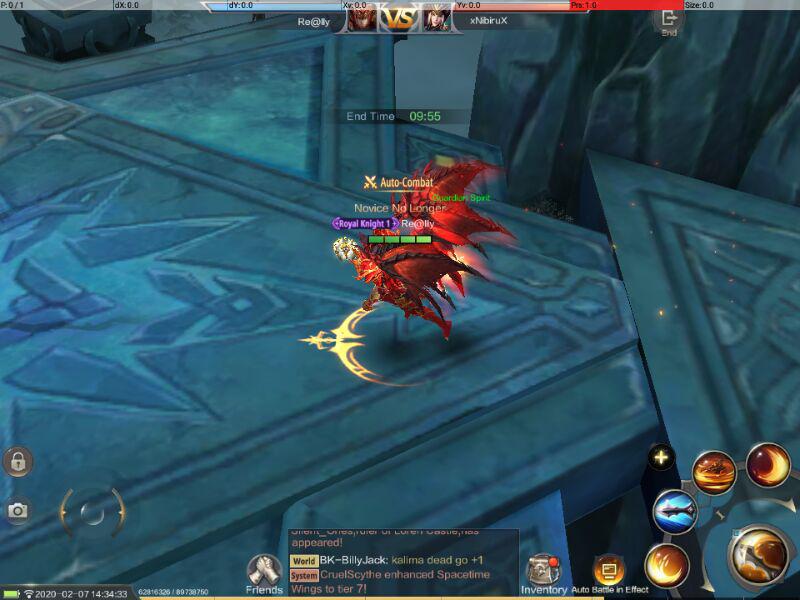 P: 0 / 1 dX: 0.0 dY: 0.0 Xv: 0.0 Yv: 0.0 Prs: 1.0 Size: 0.0
Re@lly VS xNibiruX
End
End Time 09:55
Auto-Combat
Guardian Spirit
Novice No Longer
Royal Knight 1 Re@lly
Silent_Ones,ruler of Loren Castle,has
appeared!
World BK-BillyJack: kalima dead go +1
System CruelScythe enhanced Spacetime
Wings to tier 7!
Friends
Inventory
Auto Battle in Effect
2020-02-07 14:34:33
62816326 / 89738750